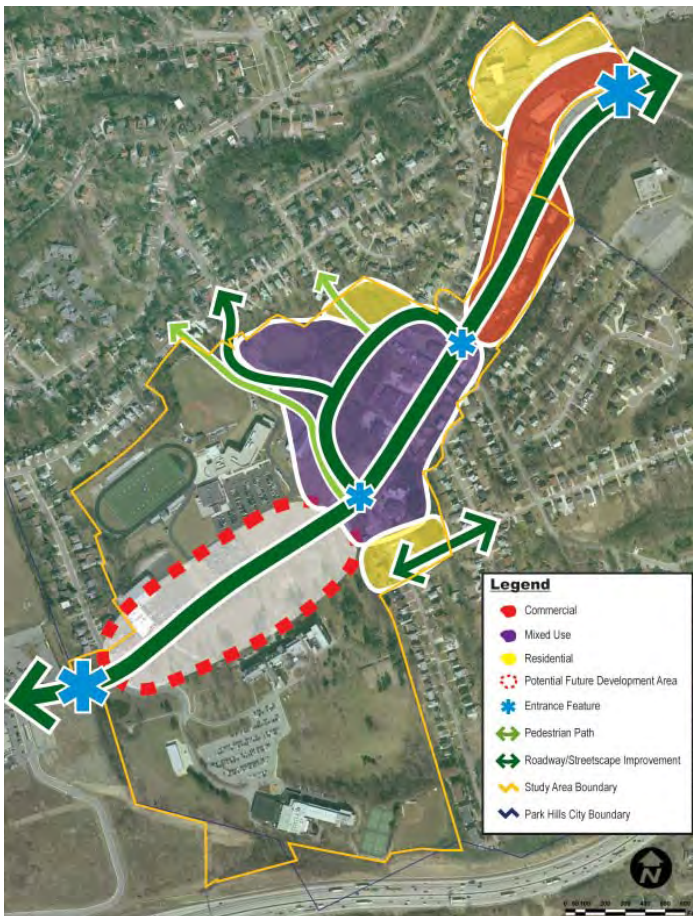 Legend
Commercial
Mixed Use
Residential
Potential Future Development Area
Entrance Feature
Pedestrian Path
Roadway/Streetscape Improvement
Study Area Boundary
Park Hills City Boundary
N